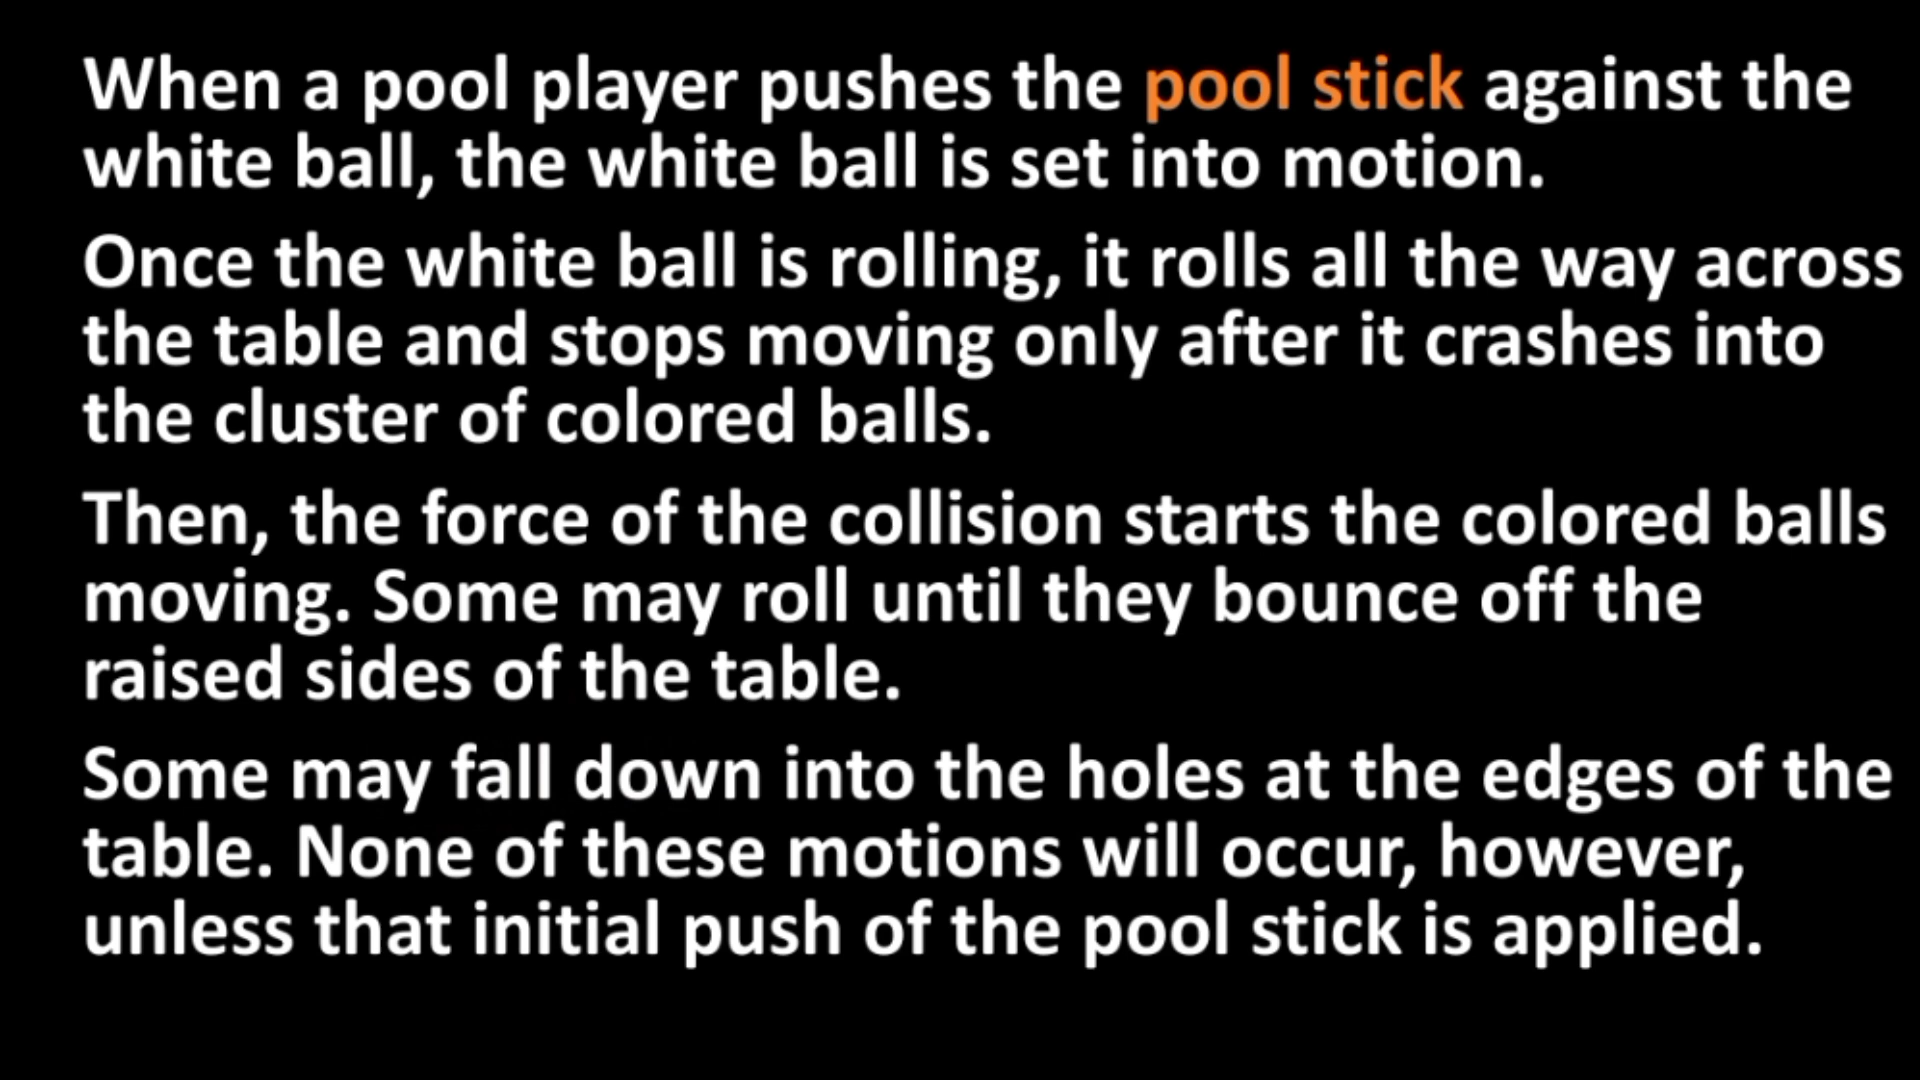 When a pool player pushes the pool stick against the
white ball, the white ball is set into motion.
Once the white ball is rolling, it rolls all the way across
the table and stops moving only after it crashes into
the cluster of colored balls.
Then, the force of the collision starts the colored balls
moving. Some may roll until they bounce off the
raised sides of the table.
Some may fall down into the holes at the edges of the
table. None of these motions will occur, however,
unless that initial push of the pool stick is applied.